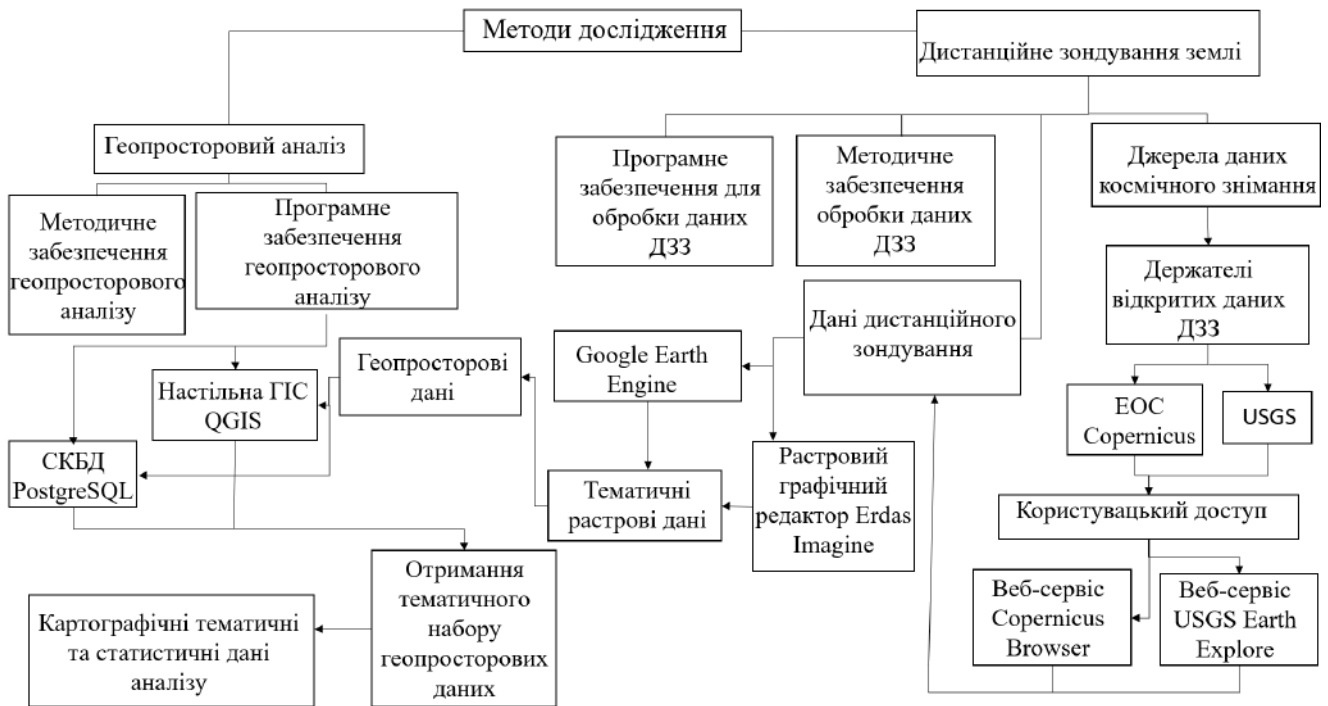 Методи дослідження
Дистанційне зондування землі
Геопросторовий аналіз
Методичне
забезпечення
геопросторового
аналізу
Програмне
забезпечення
геопросторового
аналізу
Програмне
забезпечення для
обробки даних
ДЗЗ
Методичне
забезпечення
обробки даних
ДЗЗ
Джерела даних
космічного знімання
Держателі
відкритих даних
ДЗЗ
Дані дистанційного
зондування
Google Earth
Engine
Геопросторові
дані
Настільна ГІС
QGIS
СКБД
PostgreSQL
Тематичні
растрові дані
Растровий
графічний
редактор Erdas
Imagine
EOC
Copernicus
USGS
Користувацький доступ
Веб-сервіс
Copernicus
Browser
Веб-сервіс
USGS Earth
Explore
Отримання
тематичного
набору
геопросторових
даних
Картографічні тематичні
та статистичні дані
аналізу